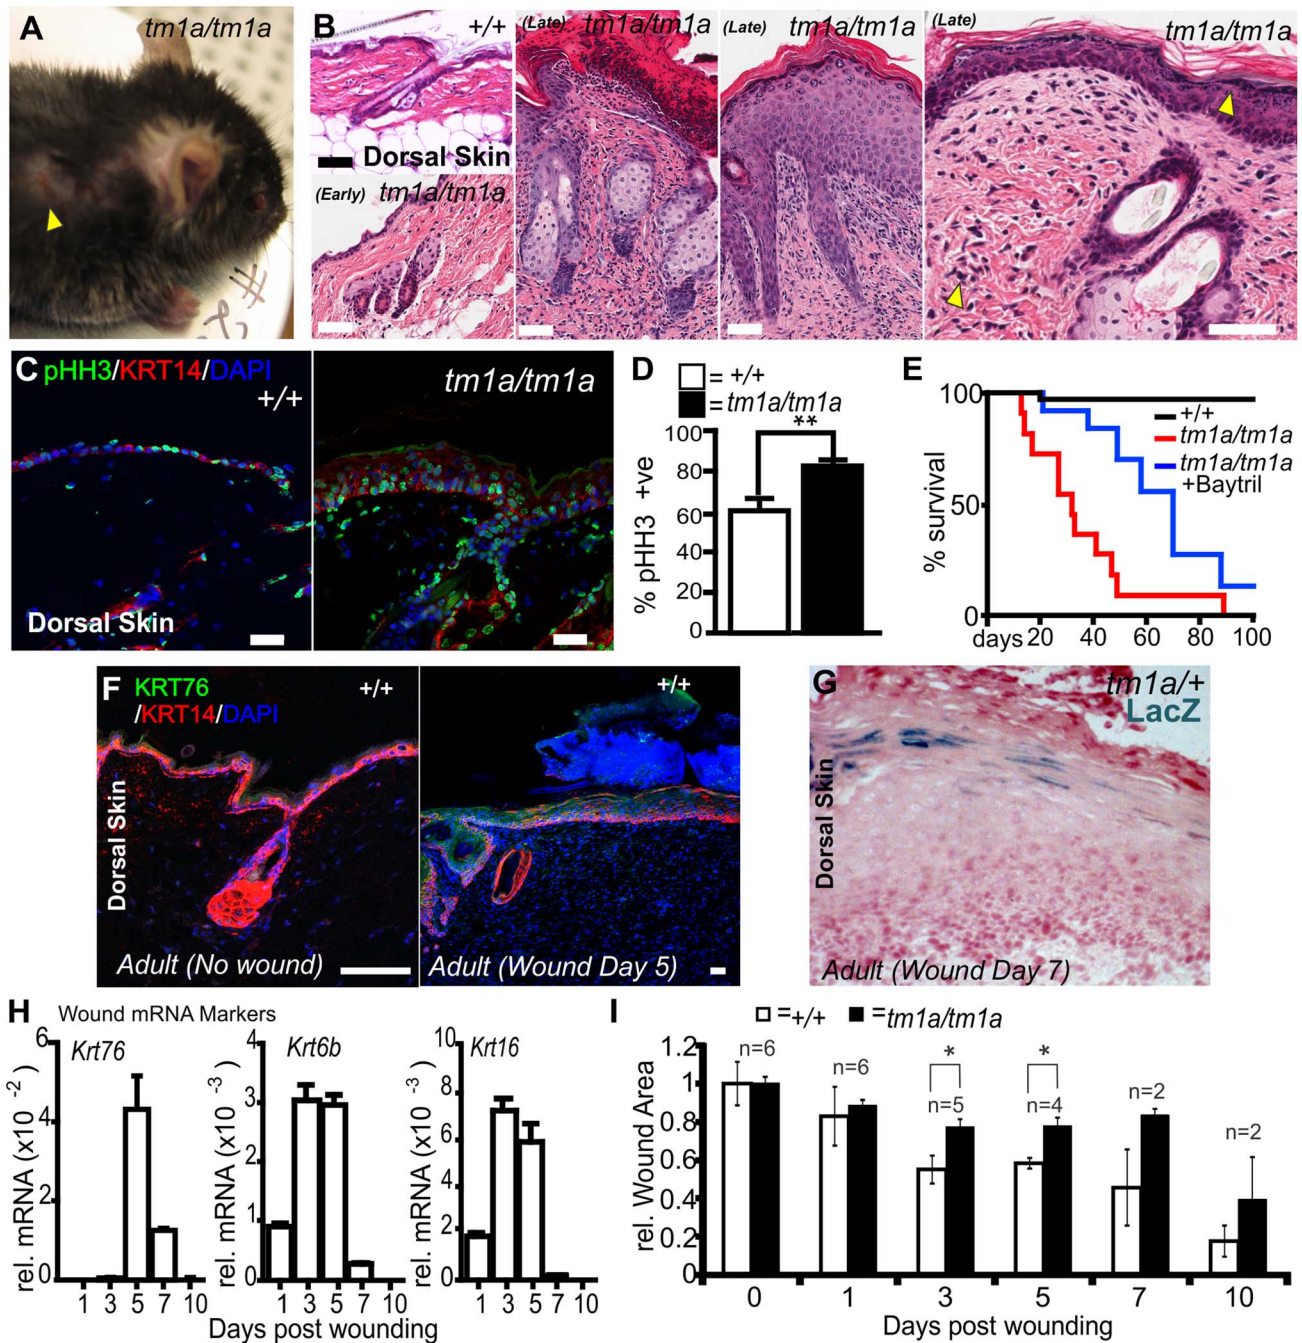 A
tm1a/tm1a
B
+/+
Dorsal Skin
(Early) tm1a/tm1a
(Late) tm1a/tm1a
(Late) tm1a/tm1a
(Late)
tm1a/tm1a
C
pHH3/KRT14/DAPI
+/+
Dorsal Skin
tm1a/tm1a
D
= +/+
= tm1a/tm1a
**
% pHH3 +ve
100
80
60
40
20
0
E
% survival
100
50
0
+/+
tm1a/tm1a
tm1a/tm1a
+Baytril
days 20 40 60 80 100
F
KRT76
/KRT14/DAPI
+/+
Dorsal Skin
Adult (No wound)
+/+
Adult (Wound Day 5)
G
tm1a/+
LacZ
Dorsal Skin
Adult (Wound Day 7)
H Wound mRNA Markers
rel. mRNA (x10 -2)
6
4
2
0
Krt76
1 3 5 7 10
rel. mRNA (x10 -3)
4
3
2
1
0
Krt6b
1 3 5 7 10
rel. mRNA (x10 -3)
10
8
6
4
2
0
Krt16
1 3 5 7 10
Days post wounding
I
=+/+ =tm1a/tm1a
rel. Wound Area
1.2
1
0.8
0.6
0.4
0.2
0
n=6
n=6
*
n=5
*
n=4
n=2
n=2
0 1 3 5 7 10
Days post wounding